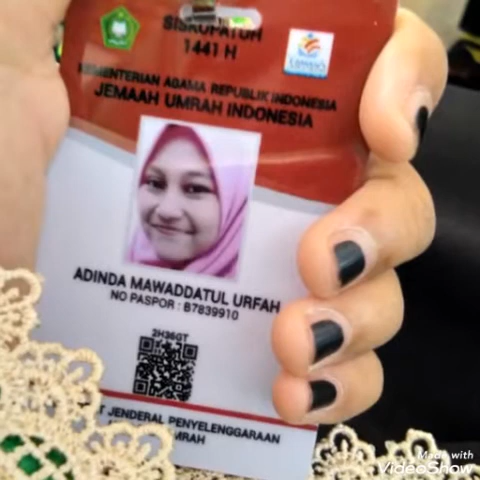 SISKOPATUH
1441 H
KEMENTERIAN AGAMA REPUBLIK INDONESIA
JEMAAH UMRAH INDONESIA
ADINDA MAWADDATUL URFAH
NO PASPOR : B7839910
2H36GT
JENDERAL PENYELENGGARAAN
UMRAH
Made with
VideoShow